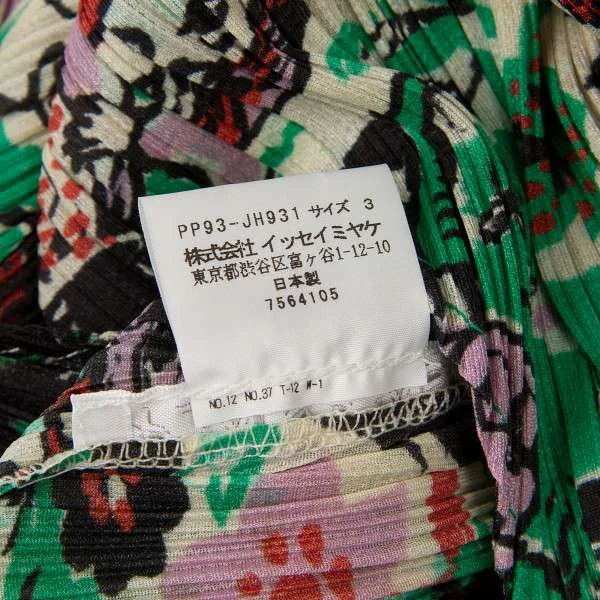 PP93-JH931 サイズ 3
株式会社 イッセイミヤケ
東京都渋谷区富ヶ谷1-12-10
日本製
7564105
NO.12 NO.37 T-12 #-1